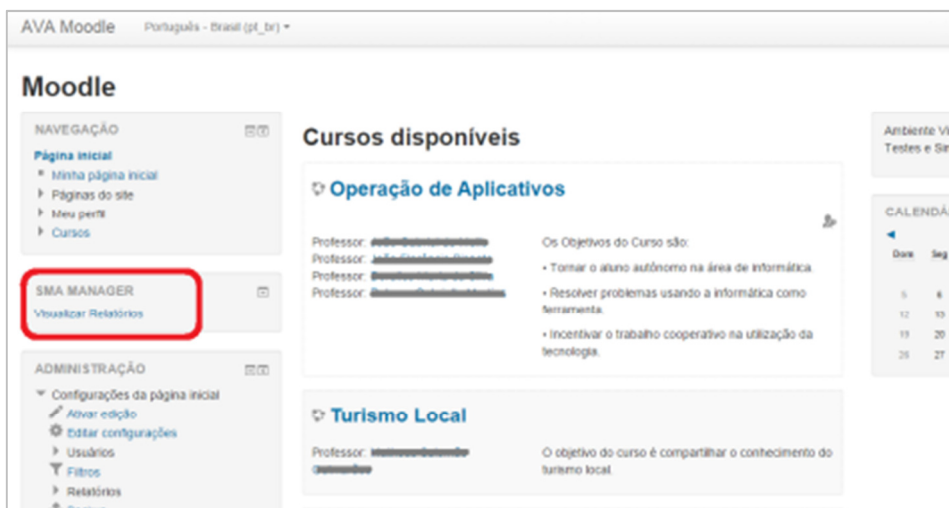 AVA Moodle Português - Brasil (pt_br)
Moodle
NAVEGAÇÃO
Página inicial
Minha página inicial
Páginas do site
Meu perfil
Cursos
SMA MANAGER
Visualizar Relatórios
ADMINISTRAÇÃO
Configurações da página inicial
Ativar edição
Editar configurações
Usuários
Filtros
Relatórios
Cursos disponíveis
Operação de Aplicativos
Professor:
Professor:
Professor:
Professor:
Os Objetivos do Curso são:
• Tornar o aluno autônomo na área de informática.
• Resolver problemas usando a informática como
ferramenta.
• Incentivar o trabalho cooperativo na utilização da
tecnologia.
Turismo Local
Professor:
O objetivo do curso é compartilhar o conhecimento do
turismo local.
Ambiente Vi
Testes e Sim
CALENDÁ
Dom Seg
5 6
12 13
19 20
26 27